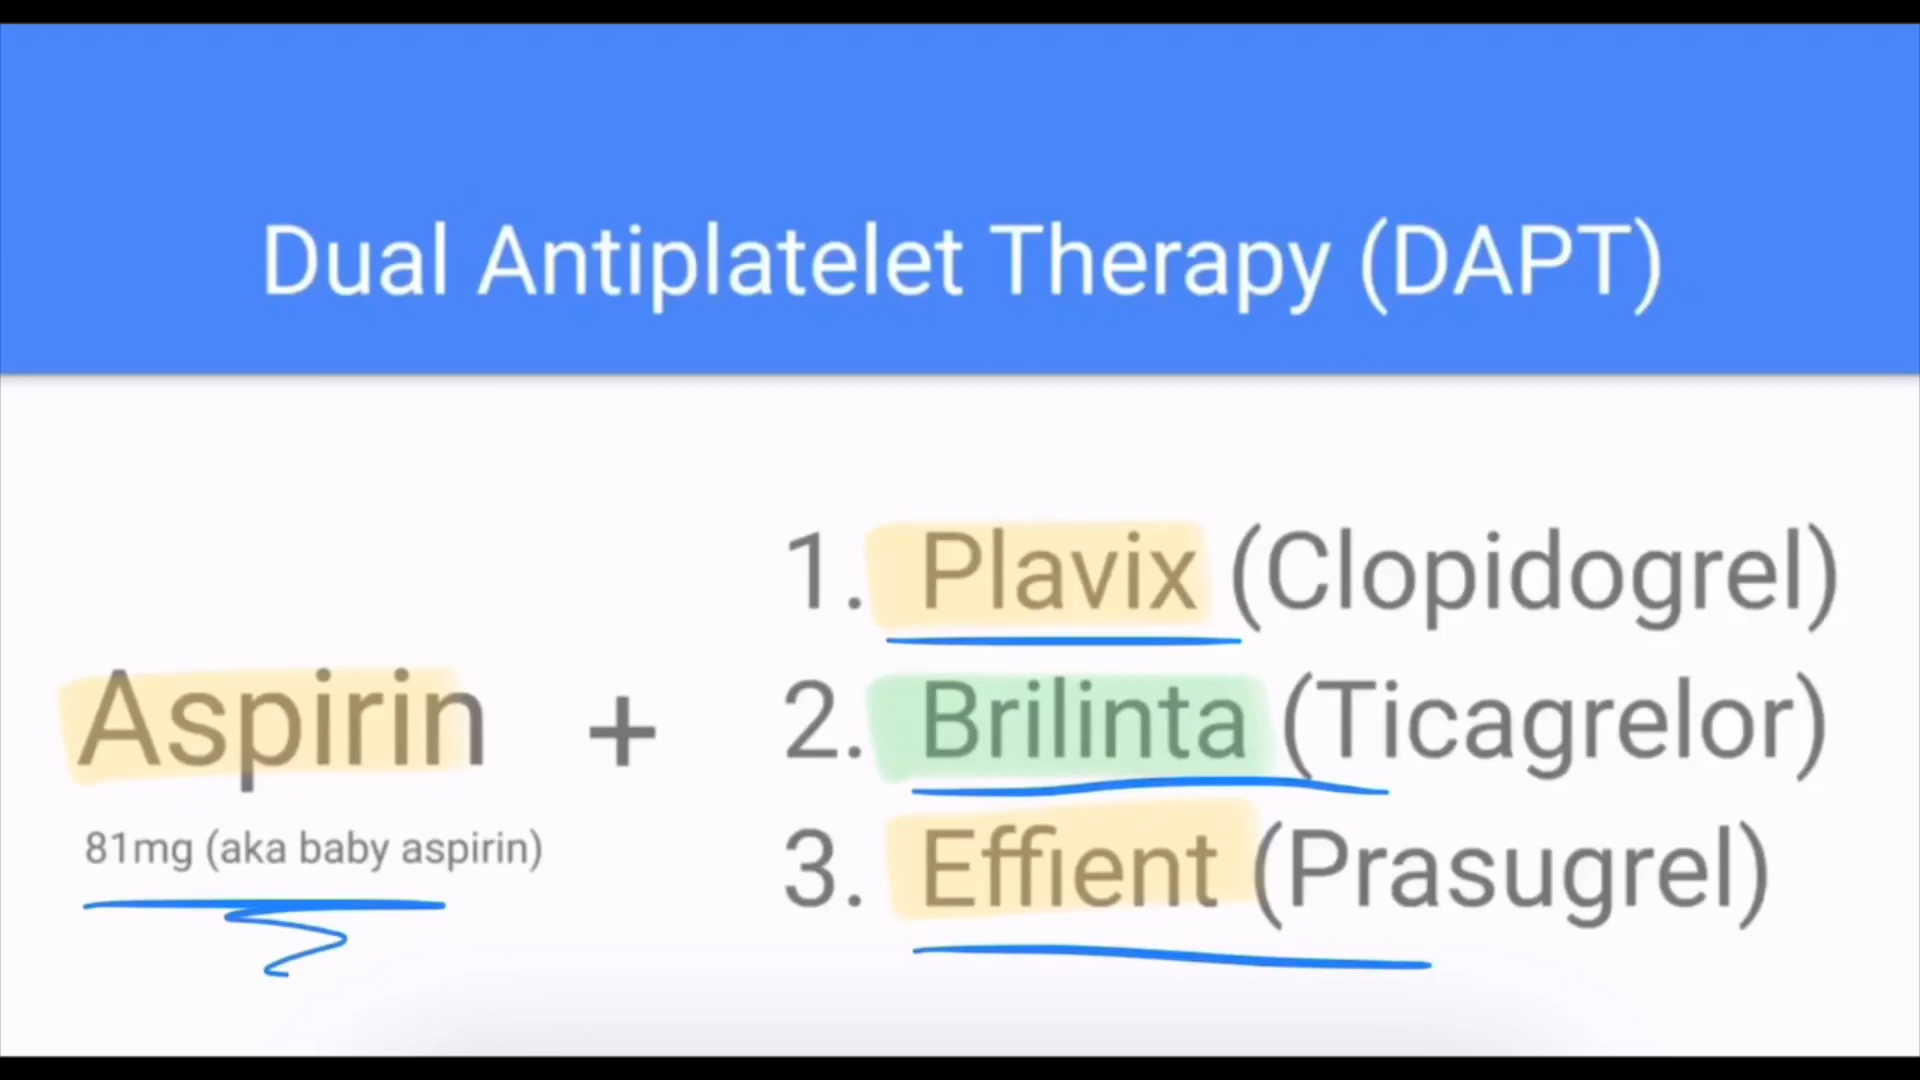 Dual Antiplatelet Therapy (DAPT)
Aspirin +
81mg (aka baby aspirin)
1. Plavix (Clopidogrel)
2. Brilinta (Ticagrelor)
3. Effient (Prasugrel)